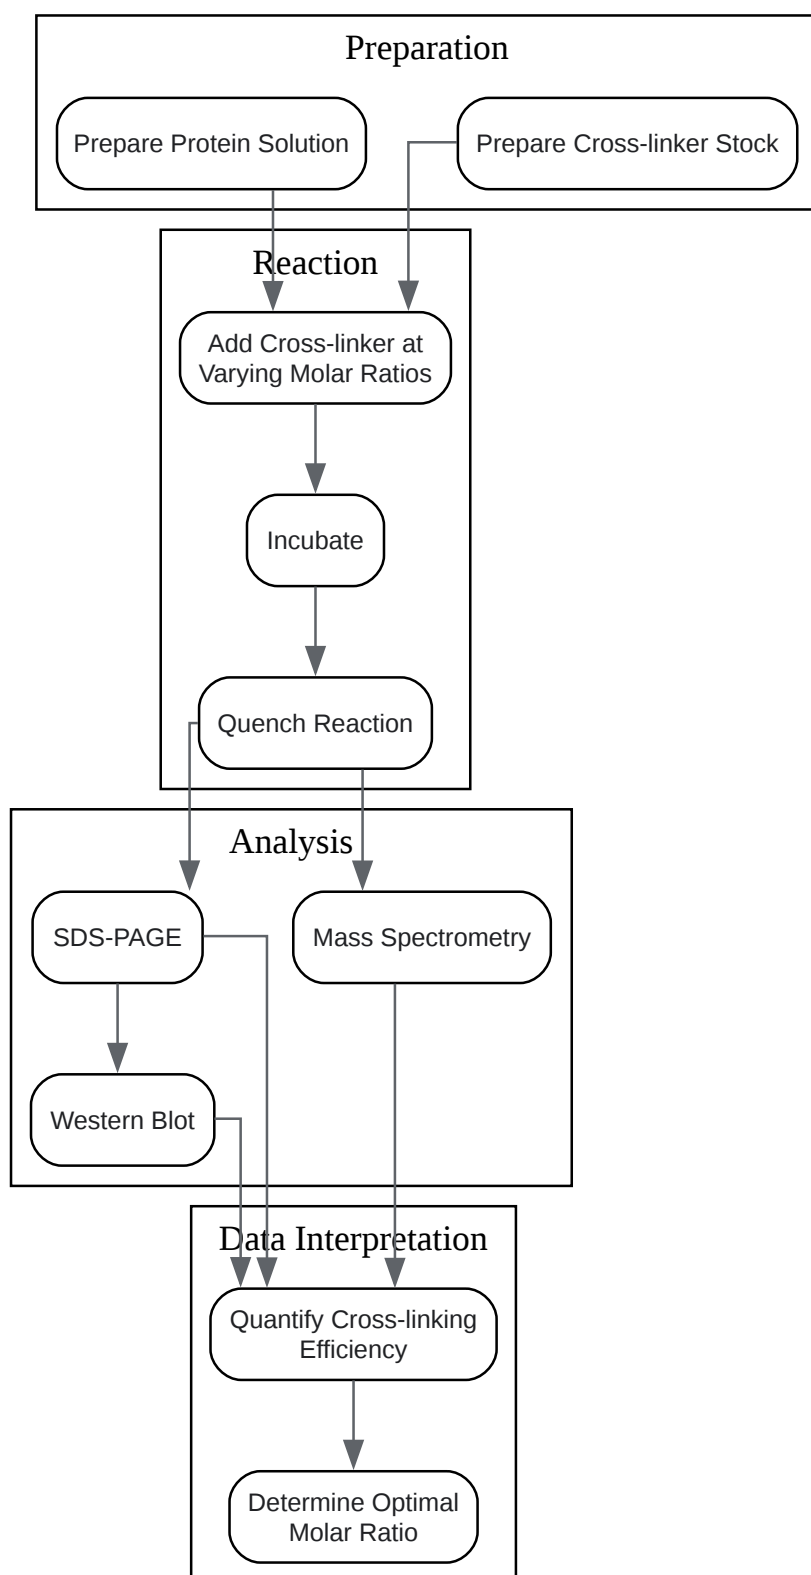 Preparation
Prepare Protein Solution
Prepare Cross-linker Stock
Reaction
Add Cross-linker at
Varying Molar Ratios
Incubate
Quench Reaction
Analysis
SDS-PAGE
Mass Spectrometry
Western Blot
Data Interpretation
Quantify Cross-linking
Efficiency
Determine Optimal
Molar Ratio